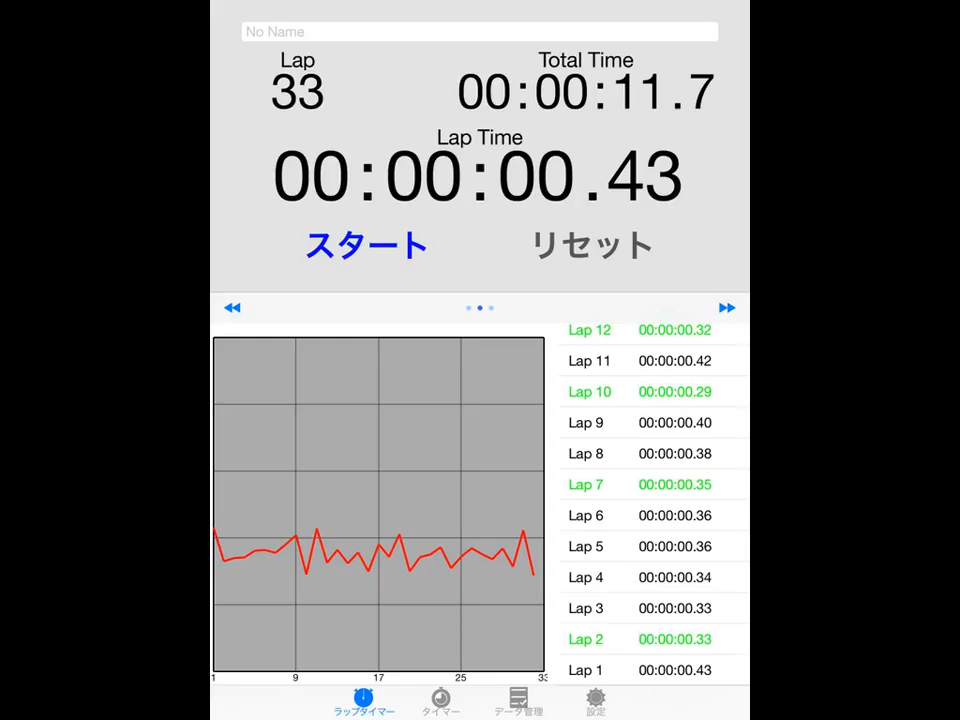 No Name
Lap
Total Time
33
00:00:11.7
Lap Time
00:00:00.43
スタート
リセット
Lap 12 00:00:00.32
Lap 11 00:00:00.42
Lap 10 00:00:00.29
Lap 9 00:00:00.40
Lap 8 00:00:00.38
Lap 7 00:00:00.35
Lap 6 00:00:00.36
Lap 5 00:00:00.36
Lap 4 00:00:00.34
Lap 3 00:00:00.33
Lap 2 00:00:00.33
Lap 1 00:00:00.43
1 9 17 25 33
ラップタイマー
タイマー
データ管理
設定